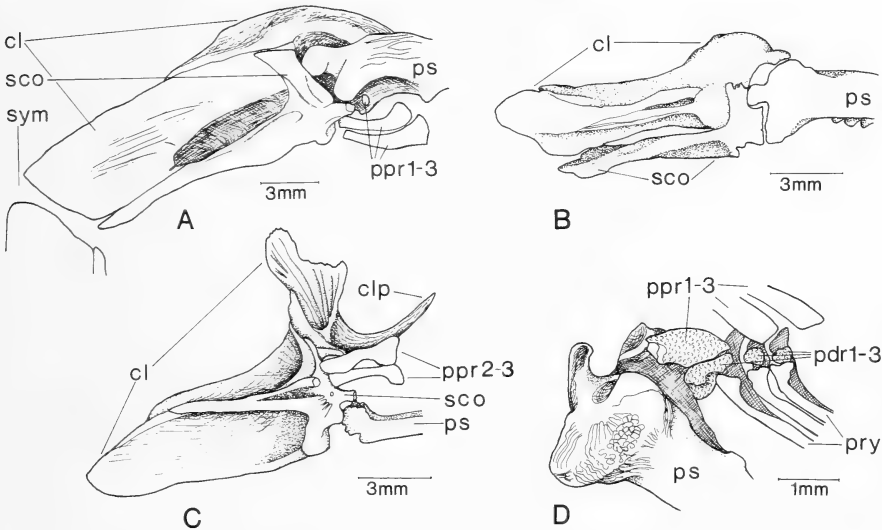 cl
sco
sym
ps
ppr1-3
3mm
A
cl
ps
sco
3mm
B
cl
clp
ppr2-3
sco
ps
3mm
C
ppr1-3
pdr1-3
pry
ps
1mm
D